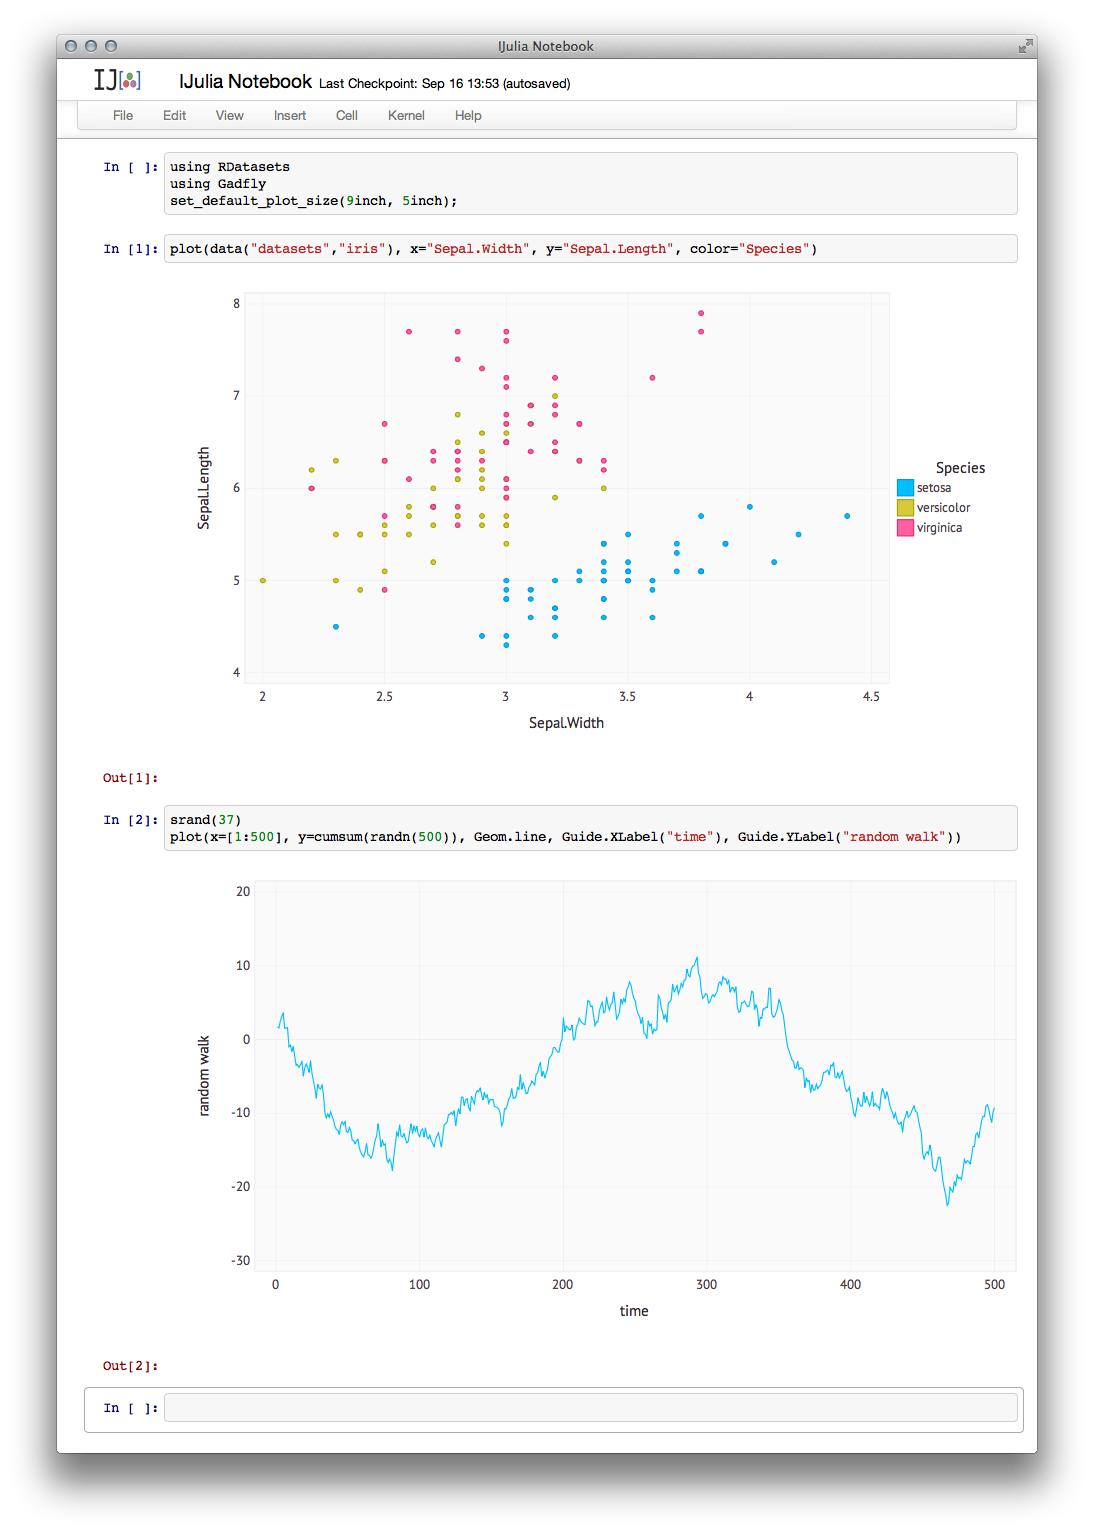 IJulia Notebook
IJ[]
IJulia Notebook Last Checkpoint: Sep 16 13:53 (autosaved)
File Edit View Insert Cell Kernel Help
In [ ]:
using RDatasets
using Gadfly
set_default_plot_size(9inch, 5inch);
In [1]:
plot(data("datasets","iris"), x="Sepal.Width", y="Sepal.Length", color="Species")
8
7
6
5
4
Sepal.Length
2 2.5 3 3.5 4 4.5
Sepal.Width
Species
setosa
versicolor
virginica
Out[1]:
In [2]:
srand(37)
plot(x=[1:500], y=cumsum(randn(500)), Geom.line, Guide.XLabel("time"), Guide.YLabel("random walk"))
20
10
0
-10
-20
-30
random walk
0 100 200 300 400 500
time
Out[2]:
In [ ]: